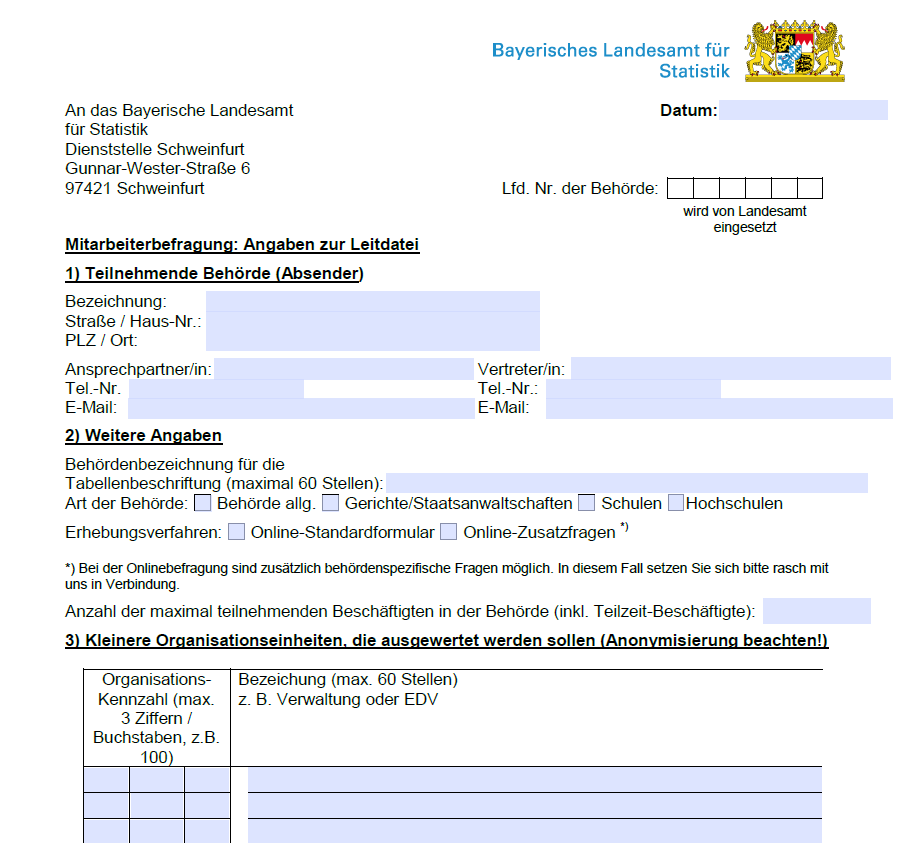 Bayerisches Landesamt für
Statistik
An das Bayerische Landesamt
für Statistik
Dienststelle Schweinfurt
Gunnar-Wester-Straße 6
97421 Schweinfurt
Datum:
Lfd. Nr. der Behörde:
wird von Landesamt
eingesetzt
Mitarbeiterbefragung: Angaben zur Leitdatei
1) Teilnehmende Behörde (Absender)
Bezeichnung:
Straße / Haus-Nr.:
PLZ / Ort:
Ansprechpartner/in: Vertreter/in:
Tel.-Nr. Tel.-Nr.:
E-Mail: E-Mail:
2) Weitere Angaben
Behördenbezeichnung für die
Tabellenbeschriftung (maximal 60 Stellen):
Art der Behörde: Behörde allg. Gerichte/Staatsanwaltschaften Schulen Hochschulen
Erhebungsverfahren: Online-Standardformular Online-Zusatzfragen *)
*) Bei der Onlinebefragung sind zusätzlich behördenspezifische Fragen möglich. In diesem Fall setzen Sie sich bitte rasch mit
uns in Verbindung.
Anzahl der maximal teilnehmenden Beschäftigten in der Behörde (inkl. Teilzeit-Beschäftigte):
3) Kleinere Organisationseinheiten, die ausgewertet werden sollen (Anonymisierung beachten!)
Organisations-
Kennzahl (max.
3 Ziffern /
Buchstaben, z.B.
100)
Bezeichung (max. 60 Stellen)
z. B. Verwaltung oder EDV